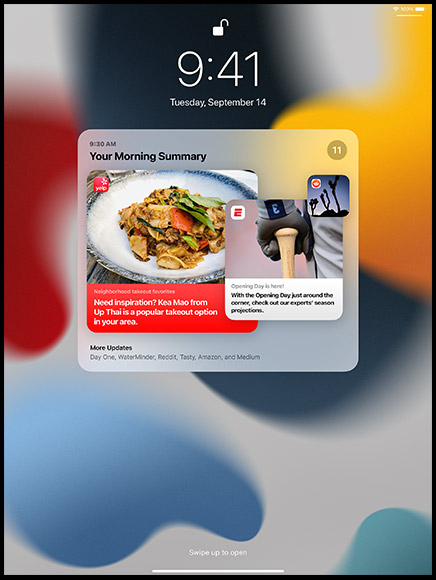 100%
9:41
Tuesday, September 14
9:30 AM
Your Morning Summary
11
yelp
Neighborhood takeout favorites
Need inspiration? Kea Mao from
Up Thai is a popular takeout option
in your area.
Opening Day is here!
With the Opening Day just around the
corner, check out our experts' season
projections.
More Updates
Day One, WaterMinder, Reddit, Tasty, Amazon, and Medium
Swipe up to open